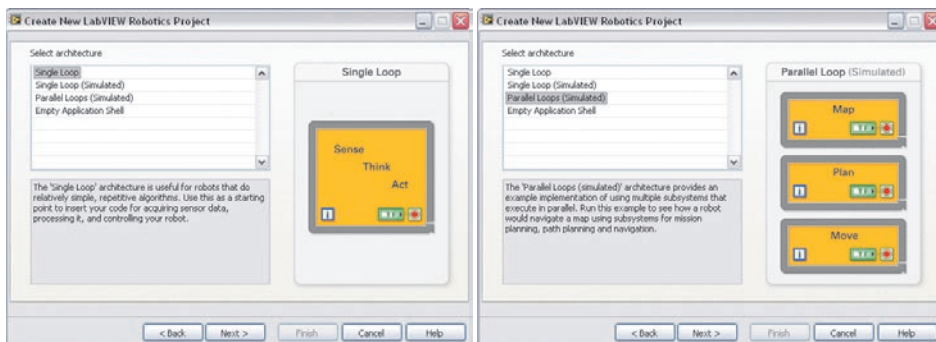 Create New LabVIEW Robotics Project
Select architecture
Single Loop
Single Loop (Simulated)
Parallel Loops (Simulated)
Empty Application Shell
The 'Single Loop' architecture is useful for robots that do
relatively simple, repetitive algorithms. Use this as a starting
point to insert your code for acquiring sensor data,
processing it, and controlling your robot.
Single Loop
Sense
Think
Act
i
< Back
Next >
Finish
Cancel
Help
Create New LabVIEW Robotics Project
Select architecture
Single Loop
Single Loop (Simulated)
Parallel Loops (Simulated)
Empty Application Shell
The 'Parallel Loops (simulated)' architecture provides an
example implementation of using multiple subsystems that
execute in parallel. Run this example to see how a robot
would navigate a map using subsystems for mission
planning, path planning and navigation.
Parallel Loop (Simulated)
Map
i
Plan
i
Move
i
< Back
Next >
Finish
Cancel
Help